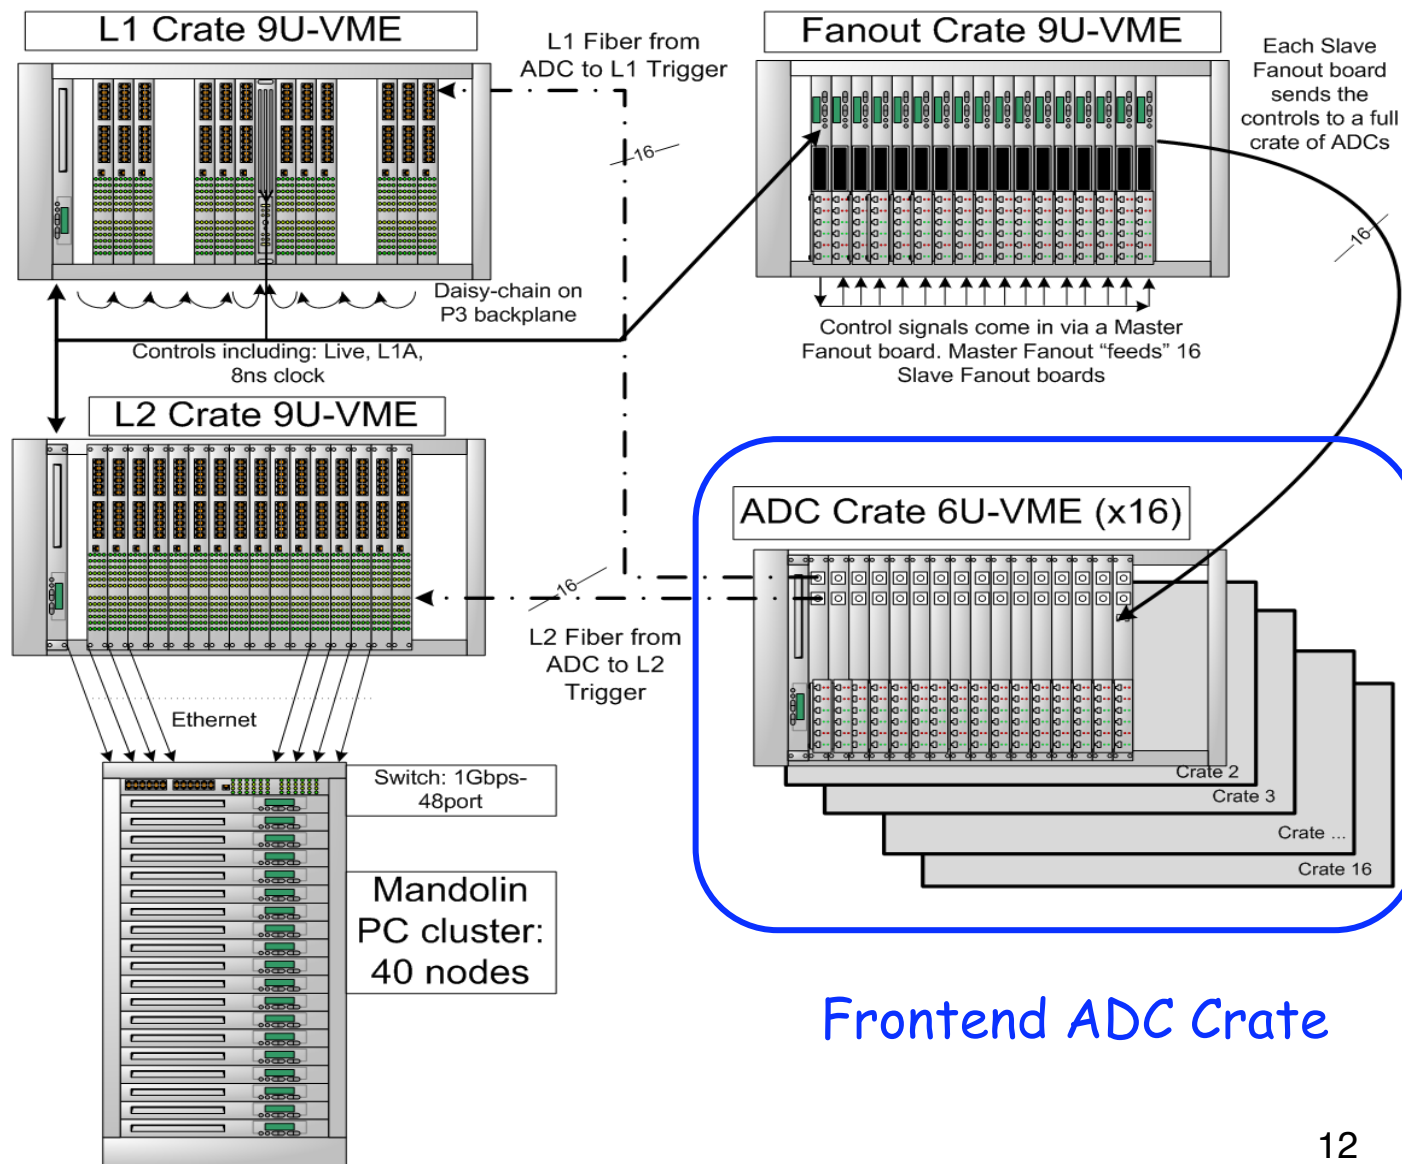 L1 Crate 9U-VME
L1 Fiber from
ADC to L1 Trigger
Fanout Crate 9U-VME
Each Slave
Fanout board
sends the
controls to a full
crate of ADCs
16
16
Daisy-chain on
P3 backplane
Controls including: Live, L1A,
8ns clock
Control signals come in via a Master
Fanout board. Master Fanout “feeds” 16
Slave Fanout boards
L2 Crate 9U-VME
ADC Crate 6U-VME (x16)
16
L2 Fiber from
ADC to L2
Trigger
Ethernet
Switch: 1Gbps-
48port
Crate 2
Crate 3
Crate ...
Crate 16
Mandolin
PC cluster:
40 nodes
Frontend ADC Crate
12